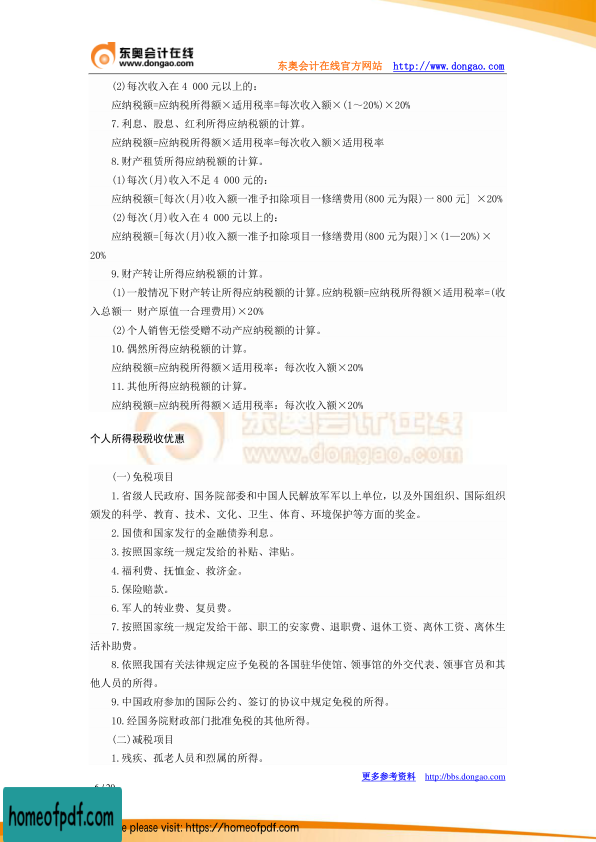 东奥会计在线
www.dongao.com
东奥会计在线官方网站 http://www.dongao.com
(2)每次收入在4 000元以上的:
应纳税额=应纳税所得额×适用税率=每次收入额×(1～20%)×20%
7.利息、股息、红利所得应纳税额的计算。
应纳税额=应纳税所得额×适用税率=每次收入额×适用税率
8.财产租赁所得应纳税额的计算。
(1)每次(月)收入不足4 000元的:
应纳税额=[每次(月)收入额一准予扣除项目一修缮费用(800元为限)一800元] ×20%
(2)每次(月)收入在4 000元以上的:
应纳税额=[每次(月)收入额一准予扣除项目一修缮费用(800元为限)]×(1—20%)×
20%
9.财产转让所得应纳税额的计算。
(1)一般情况下财产转让所得应纳税额的计算。应纳税额=应纳税所得额×适用税率=(收
入总额一 财产原值一合理费用)×20%
(2)个人销售无偿受赠不动产应纳税额的计算。
10.偶然所得应纳税额的计算。
应纳税额=应纳税所得额×适用税率：每次收入额×20%
11.其他所得应纳税额的计算。
应纳税额=应纳税所得额×适用税率：每次收入额×20%
东奥会计在线
www.dongao.com
个人所得税税收优惠
(一)免税项目
1.省级人民政府、国务院部委和中国人民解放军军以上单位，以及外国组织、国际组织
颁发的科学、教育、技术、文化、卫生、体育、环境保护等方面的奖金。
2.国债和国家发行的金融债券利息。
3.按照国家统一规定发给的补贴、津贴。
4.福利费、抚恤金、救济金。
5.保险赔款。
6.军人的转业费、复员费。
7.按照国家统一规定发给干部、职工的安家费、退职费、退休工资、离休工资、离休生
活补助费。
8.依照我国有关法律规定应予免税的各国驻华使馆、领事馆的外交代表、领事官员和其
他人员的所得。
9.中国政府参加的国际公约、签订的协议中规定免税的所得。
10.经国务院财政部门批准免税的其他所得。
(二)减税项目
1.残疾、孤老人员和烈属的所得。
更多参考资料 http://bbs.dongao.com
homeofpdf.com
please visit: https://homeofpdf.com